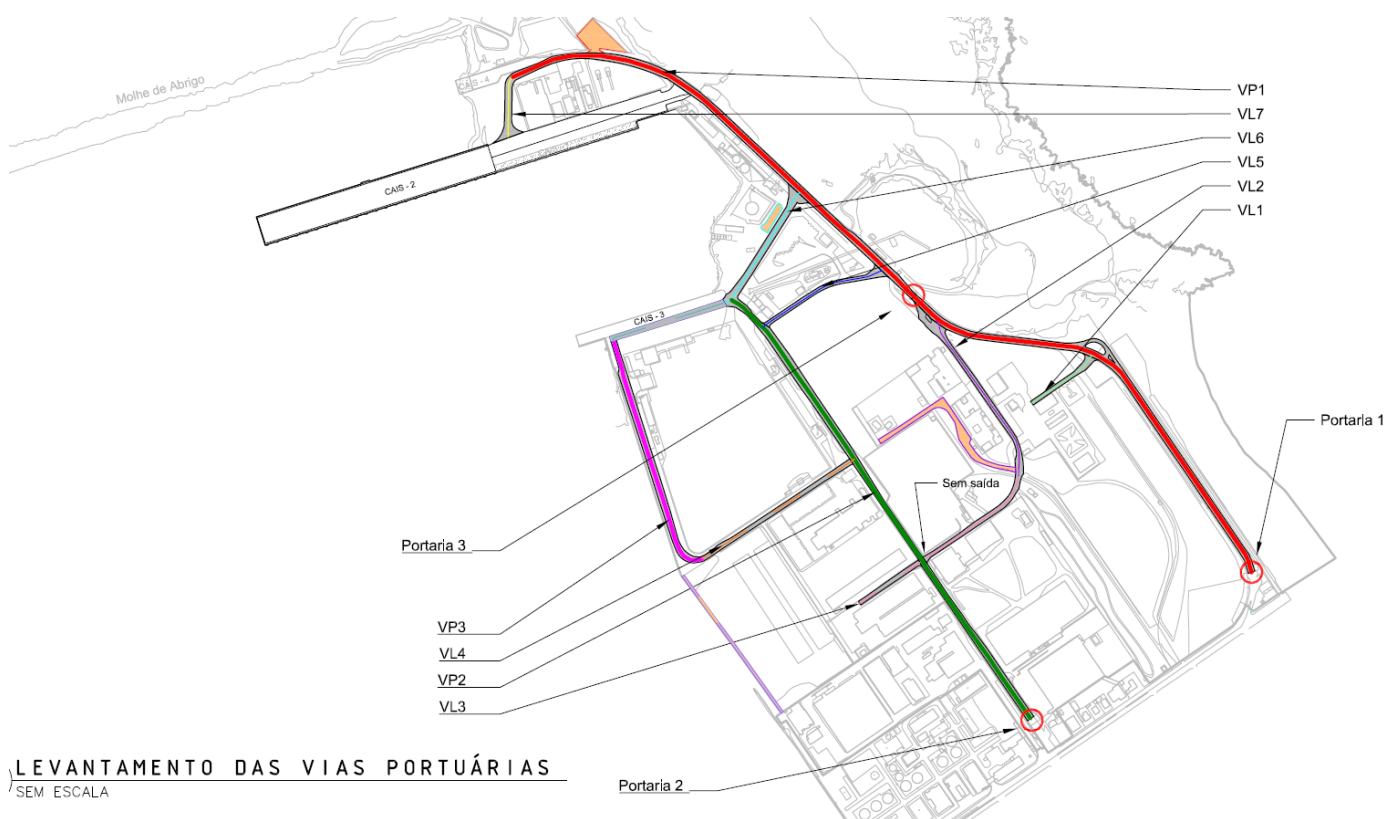 Molhe de Abrigo
CAIS - 4
VP1
VL7
VL6
VL5
VL2
VL1
CAIS - 2
CAIS - 3
Portaria 1
Sem saída
Portaria 3
VP3
VL4
VP2
VL3
Portaria 2
LEVANTAMENTO DAS VIAS PORTUÁRIAS
SEM ESCALA